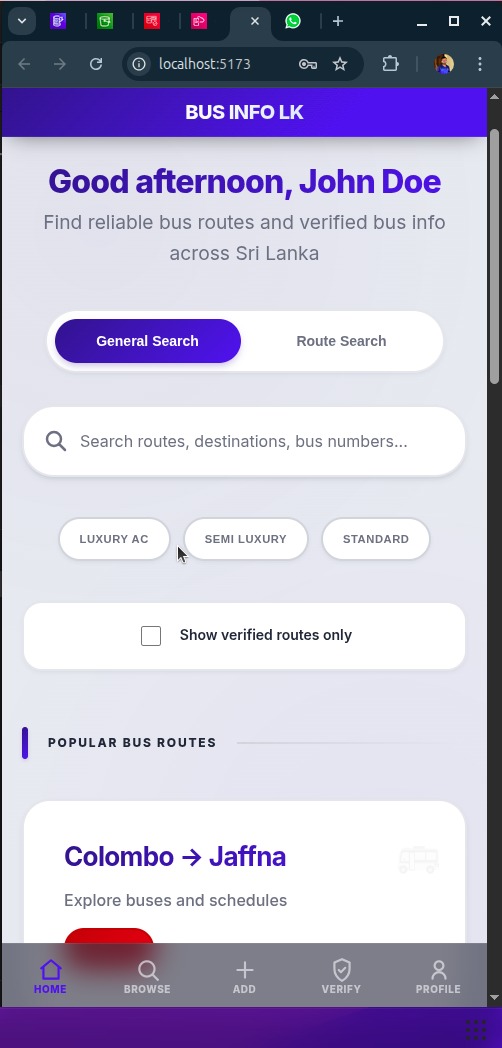 localhost:5173
BUS INFO LK
Good afternoon, John Doe
Find reliable bus routes and verified bus info
across Sri Lanka
General Search
Route Search
Search routes, destinations, bus numbers...
LUXURY AC
SEMI LUXURY
STANDARD
Show verified routes only
POPULAR BUS ROUTES
Colombo → Jaffna
Explore buses and schedules
HOME
BROWSE
ADD
VERIFY
PROFILE